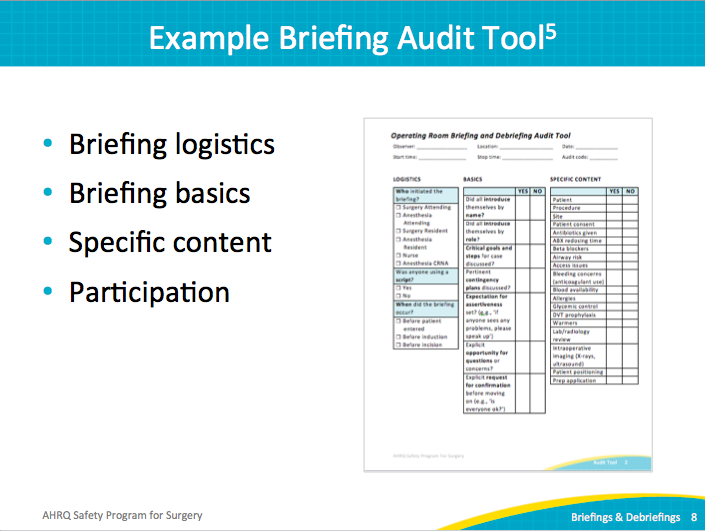 Example Briefing Audit Tool5
Briefing logistics
Briefing basics
Specific content
Participation
Operating Room Briefing and Debriefing Audit Tool
Observer:
Location:
Date:
Start time:
Stop time:
Audit code:
LOGISTICS
Who initiated the
briefing?
Surgery Attending
Anesthesia
Attending
Surgery Resident
Anesthesia
Resident
Nurse
Anesthesia CRNA
Was anyone using a
script?
Yes
No
When did the briefing
occur?
Before patient
entered
Before induction
Before incision
BASICS
YES NO
Did all introduce
themselves by
name?
Did all introduce
themselves by
role?
Critical goals and
steps for case
discussed?
Pertinent
contingency
plans discussed?
Expectation for
assertiveness
set? (e.g., "if
anyone sees any
problems, please
speak up")
Explicit
opportunity for
questions or
concerns?
Explicit request
for confirmation
before moving
on (e.g., "is
everyone ok?")
SPECIFIC CONTENT
YES NO
Patient
Procedure
Site
Patient consent
Antibiotics given
ABX redosing time
Beta blockers
Airway risk
Access issues
Bleeding concerns
(anticoagulant use)
Blood availability
Allergies
Glycemic control
DVT prophylaxis
Warmers
Lab/radiology
review
Intraoperative
imaging (X-rays,
ultrasound)
Patient positioning
Prep application
AHRQ Safety Program for Surgery
Audit Tool 1
AHRQ Safety Program for Surgery
Briefings & Debriefings 8